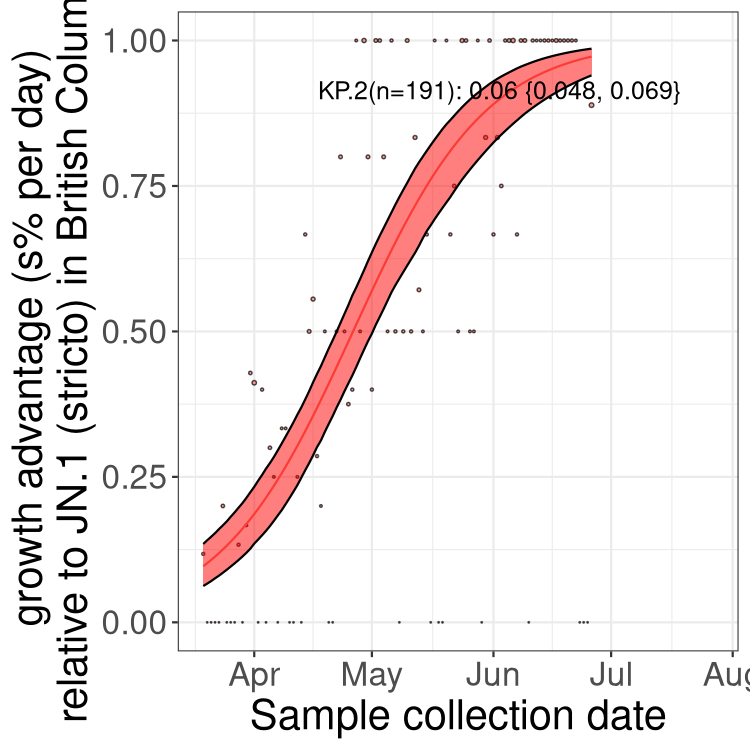 growth advantage (s% per day)
relative to JN.1 (stricto) in British Colum
1.00
0.75
0.50
0.25
0.00
KP.2(n=191): 0.06 {0.048, 0.069}
Apr May Jun Jul Aug
Sample collection date